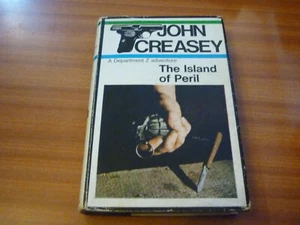 JOHN
CREASEY
A Department Z adventure
The Island
of Peril